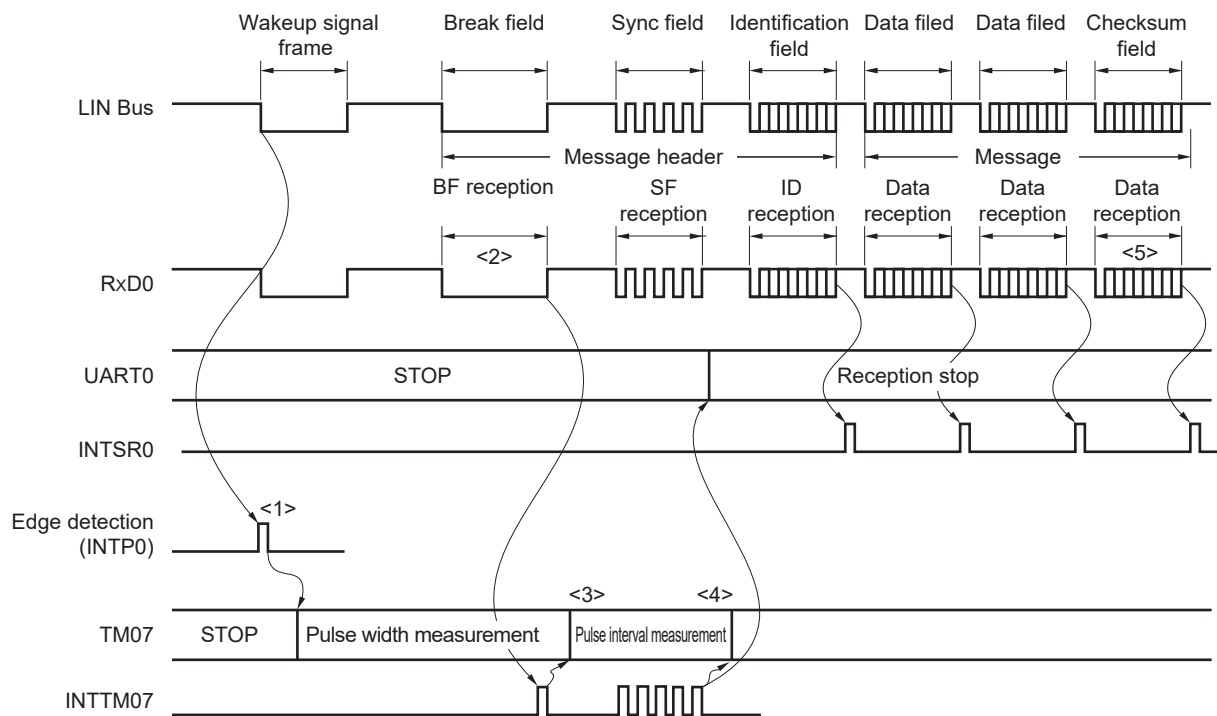 Wakeup signal frame
Break field
Sync field
Identification field
Data filed
Data filed
Checksum field
LIN Bus
Message header
Message
BF reception
SF reception
ID reception
Data reception
Data reception
Data reception
<2>
<5>
RxD0
UART0
STOP
Reception stop
INTSR0
<1>
Edge detection
(INTP0)
<3>
<4>
TM07
STOP
Pulse width measurement
Pulse interval measurement
INTTM07